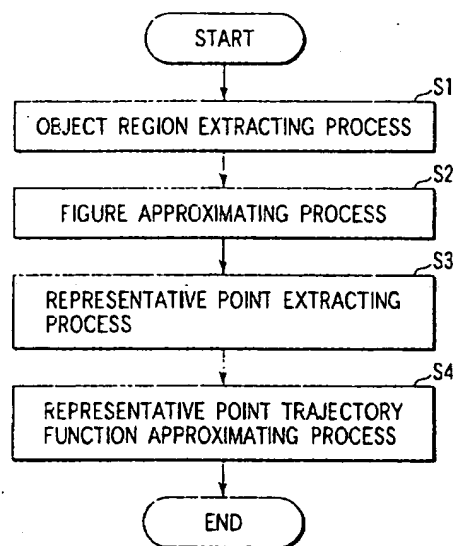 START
S1
OBJECT REGION EXTRACTING PROCESS
S2
FIGURE APPROXIMATING PROCESS
S3
REPRESENTATIVE POINT EXTRACTING
PROCESS
S4
REPRESENTATIVE POINT TRAJECTORY
FUNCTION APPROXIMATING PROCESS
END